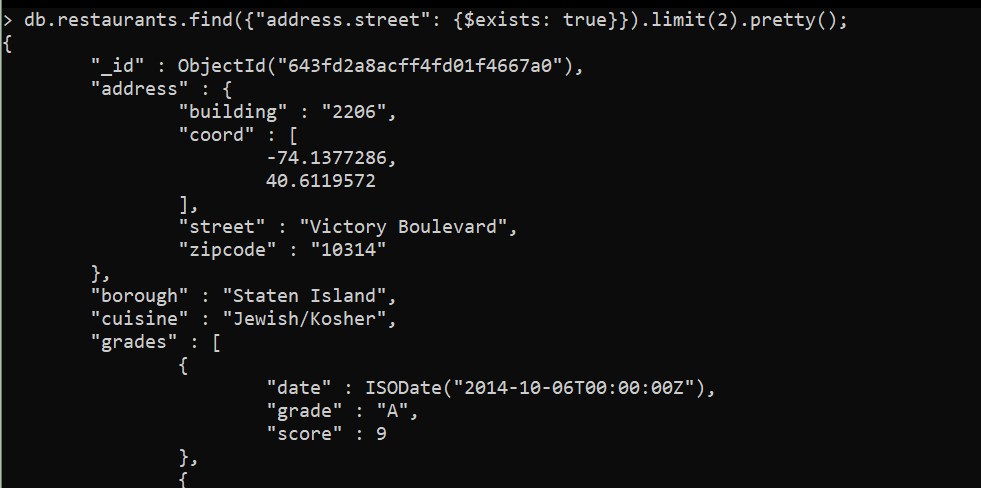 > db.restaurants.find({"address.street": {$exists: true}}).limit(2).pretty();
{
        "_id" : ObjectId("643fd2a8acff4fd01f4667a0"),
        "address" : {
                "building" : "2206",
                "coord" : [
                        -74.1377286,
                        40.6119572
                ],
                "street" : "Victory Boulevard",
                "zipcode" : "10314"
        },
        "borough" : "Staten Island",
        "cuisine" : "Jewish/Kosher",
        "grades" : [
                {
                        "date" : ISODate("2014-10-06T00:00:00Z"),
                        "grade" : "A",
                        "score" : 9
                },
                {